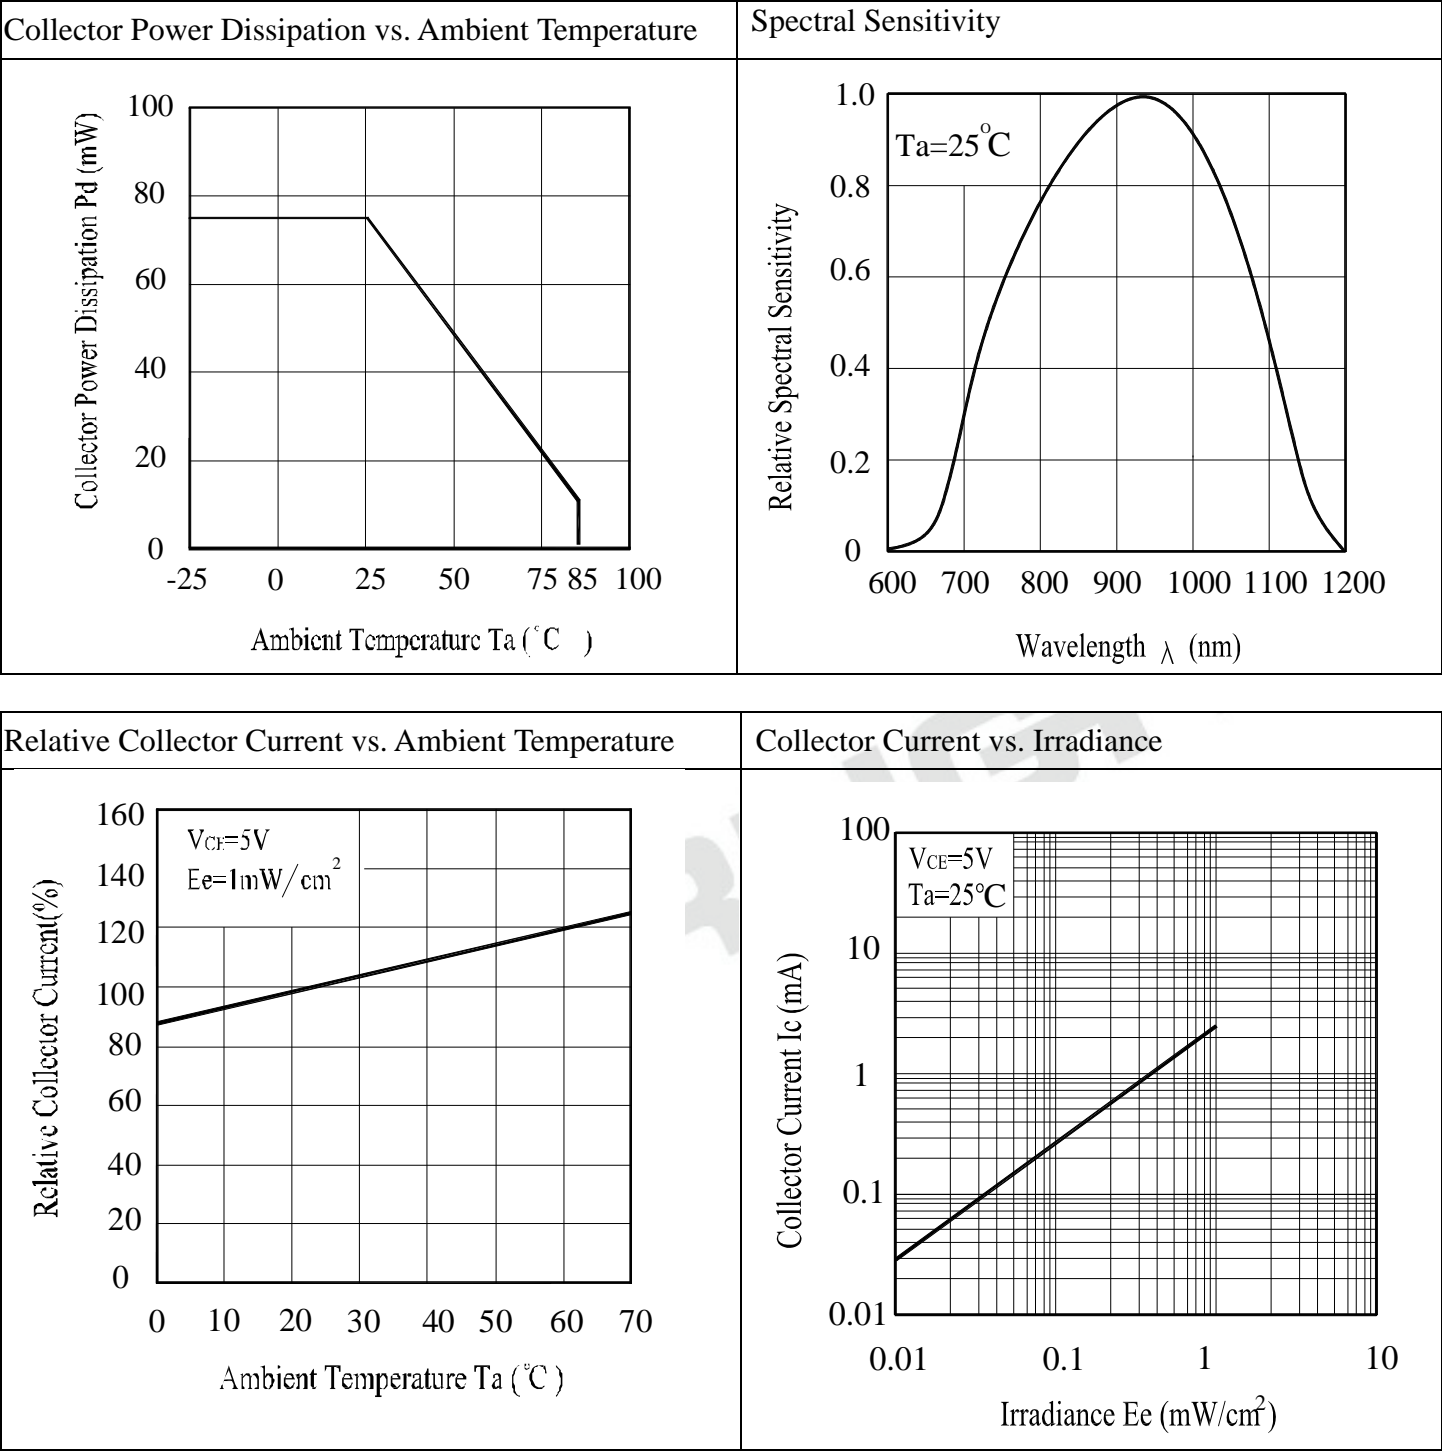 Collector Power Dissipation vs. Ambient Temperature
Collector Power Dissipation Pd (mW)
100
80
60
40
20
0
-25 0 25 50 75 85 100
Ambient Temperature Ta (°C )
Spectral Sensitivity
Ta=25°C
Relative Spectral Sensitivity
1.0
0.8
0.6
0.4
0.2
0
600 700 800 900 1000 1100 1200
Wavelength λ (nm)
Relative Collector Current vs. Ambient Temperature
VCE=5V
Ee=1mW/cm²
Relative Collector Current(%)
160
140
120
100
80
60
40
20
0
0 10 20 30 40 50 60 70
Ambient Temperature Ta (°C )
Collector Current vs. Irradiance
VCE=5V
Ta=25℃
Collector Current Ic (mA)
100
10
1
0.1
0.01
0.01 0.1 1 10
Irradiance Ee (mW/cm²)